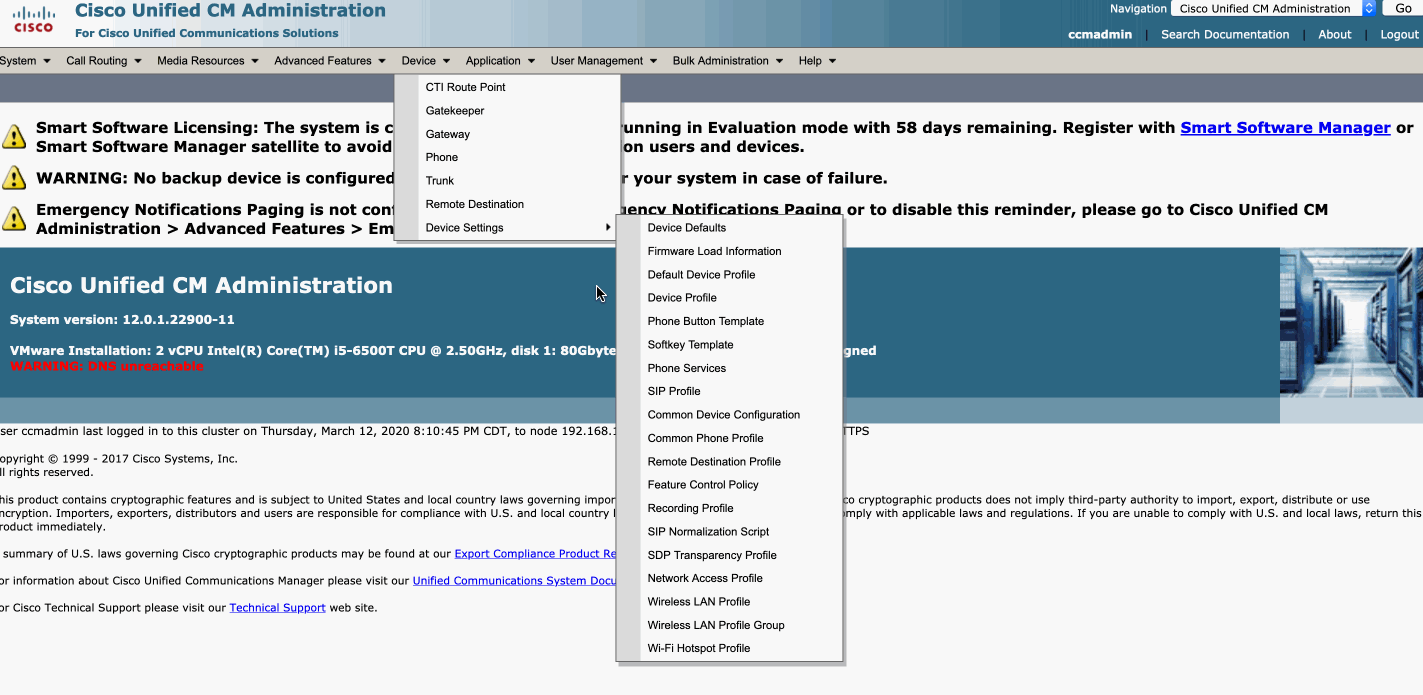 Cisco Unified CM Administration
For Cisco Unified Communications Solutions
CISCO
Navigation Cisco Unified CM Administration Go
ccmadmin | Search Documentation | About | Logout
System Call Routing Media Resources Advanced Features Device Application User Management Bulk Administration Help
CTI Route Point
Gatekeeper
Gateway
Phone
Trunk
Remote Destination
Device Settings
Device Defaults
Firmware Load Information
Default Device Profile
Device Profile
Phone Button Template
Softkey Template
Phone Services
SIP Profile
Common Device Configuration
Common Phone Profile
Remote Destination Profile
Feature Control Policy
Recording Profile
SIP Normalization Script
SDP Transparency Profile
Network Access Profile
Wireless LAN Profile
Wireless LAN Profile Group
Wi-Fi Hotspot Profile
Smart Software Licensing: The system is c unning in Evaluation mode with 58 days remaining. Register with Smart Software Manager or
Smart Software Manager satellite to avoid on users and devices.
WARNING: No backup device is configured r your system in case of failure.
Emergency Notifications Paging is not con gency Notifications Paging or to disable this reminder, please go to Cisco Unified CM
Administration > Advanced Features > Em
Cisco Unified CM Administration
System version: 12.0.1.22900-11
VMware Installation: 2 vCPU Intel(R) Core(TM) i5-6500T CPU @ 2.50GHz, disk 1: 80Gbyte gned
WARNING: DNS unreachable
ser ccmadmin last logged in to this cluster on Thursday, March 12, 2020 8:10:45 PM CDT, to node 192.168. TTPS
opyright © 1999 - 2017 Cisco Systems, Inc.
ll rights reserved.
his product contains cryptographic features and is subject to United States and local country laws governing impor co cryptographic products does not imply third-party authority to import, export, distribute or use
ncryption. Importers, exporters, distributors and users are responsible for compliance with U.S. and local country l mply with applicable laws and regulations. If you are unable to comply with U.S. and local laws, return this
roduct immediately.
summary of U.S. laws governing Cisco cryptographic products may be found at our Export Compliance Product Re
or information about Cisco Unified Communications Manager please visit our Unified Communications System Docu
or Cisco Technical Support please visit our Technical Support web site.